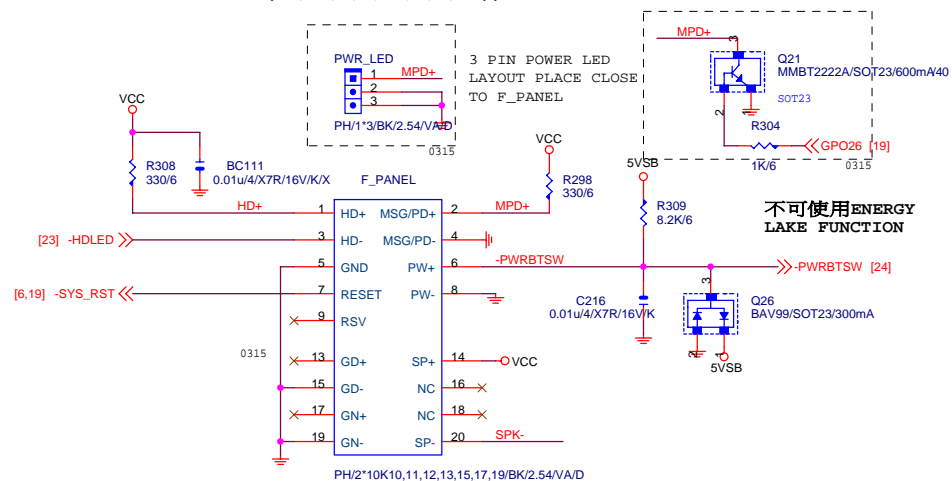 PWR_LED
1
MPD+
2
3
PH/1*3/BK/2.54/VA/D
3 PIN POWER LED
LAYOUT PLACE CLOSE
TO F_PANEL
0315
MPD+
3
Q21
MMBT2222A/SOT23/600mA/40
SOT23
2
1
R304
1K/6
GPO26 [19]
0315
VCC
R308
330/6
BC111
0.01u/4/X7R/16V/K/X
VCC
R298
330/6
5VSB
R309
8.2K/6
不可使用ENERGY
LAKE FUNCTION
F_PANEL
HD+
1
HD+
MSG/PD+
2
MPD+
[23] -HDLED
3
HD-
MSG/PD-
4
5
GND
PW+
6
-PWRBTSW
-PWRBTSW [24]
[6,19] -SYS_RST
7
RESET
PW-
8
9
RSV
C216
0.01u/4/X7R/16V/K
3
Q26
BAV99/SOT23/300mA
2
1
5VSB
0315
13
GD+
SP+
14
VCC
15
GD-
NC
16
17
GN+
NC
18
19
GN-
SP-
20
SPK-
PH/2*10K10,11,12,13,15,17,19/BK/2.54/VA/D